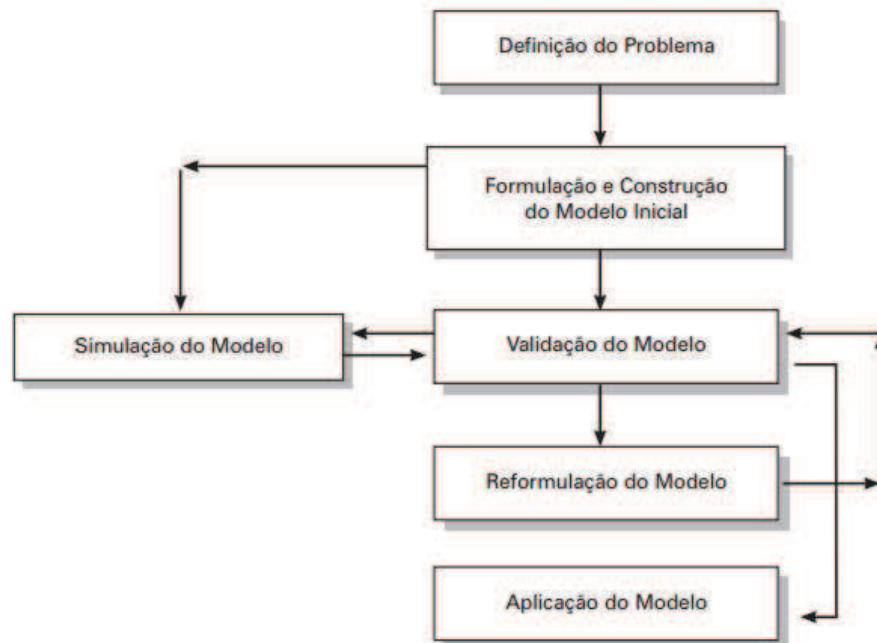 Definição do Problema
Formulação e Construção
do Modelo Inicial
Simulação do Modelo
Validação do Modelo
Reformulação do Modelo
Aplicação do Modelo